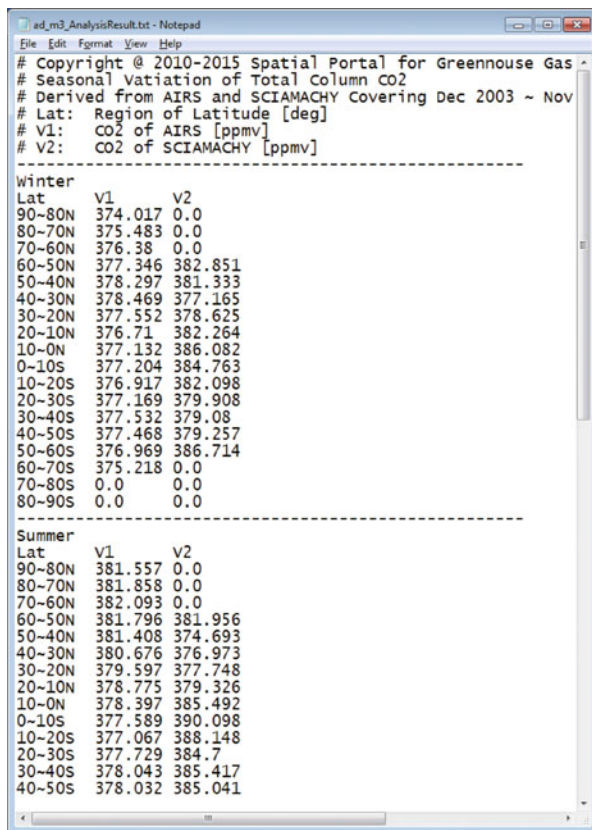 ad_m3_AnalysisResult.txt - Notepad
File Edit Format View Help
# Copyright @ 2010-2015 Spatial Portal for Greennouse Gas
# Seasonal Vatiation of Total Column CO2
# Derived from AIRS and SCIAMACHY Covering Dec 2003 ~ Nov
# Lat: Region of Latitude [deg]
# V1: CO2 of AIRS [ppmv]
# V2: CO2 of SCIAMACHY [ppmv]
------------------------------------------------------
Winter
Lat V1 V2
90~80N 374.017 0.0
80~70N 375.483 0.0
70~60N 376.38 0.0
60~50N 377.346 382.851
50~40N 378.297 381.333
40~30N 378.469 377.165
30~20N 377.552 378.625
20~10N 376.71 382.264
10~0N 377.132 386.082
0~10S 377.204 384.763
10~20S 376.917 382.098
20~30S 377.169 379.908
30~40S 377.532 379.08
40~50S 377.468 379.257
50~60S 376.969 386.714
60~70S 375.218 0.0
70~80S 0.0 0.0
80~90S 0.0 0.0
------------------------------------------------------
Summer
Lat V1 V2
90~80N 381.557 0.0
80~70N 381.858 0.0
70~60N 382.093 0.0
60~50N 381.796 381.956
50~40N 381.408 374.693
40~30N 380.676 376.973
30~20N 379.597 377.748
20~10N 378.775 379.326
10~0N 378.397 385.492
0~10S 377.589 390.098
10~20S 377.067 388.148
20~30S 377.729 384.7
30~40S 378.043 385.417
40~50S 378.032 385.041